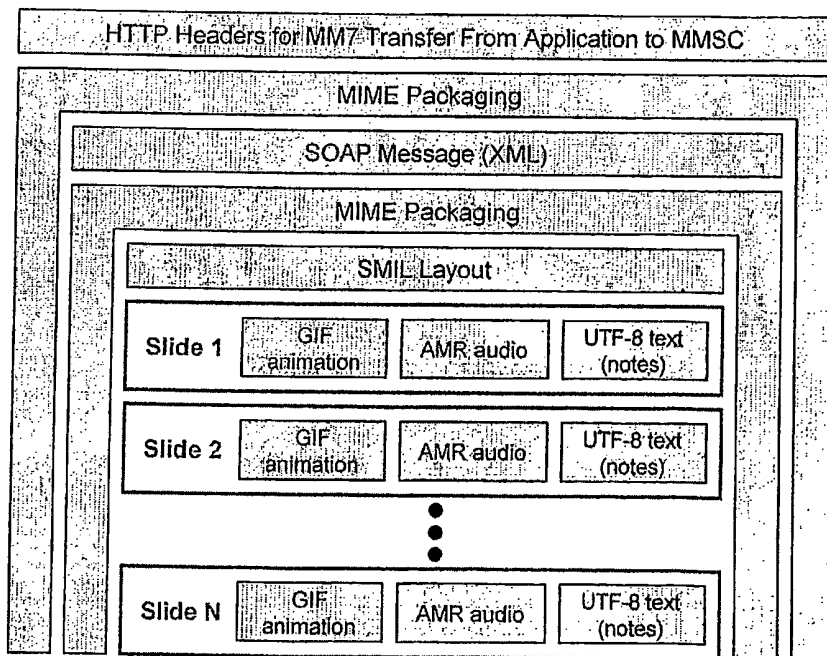 HTTP Headers for MM7 Transfer From Application to MMSC
MIME Packaging
SOAP Message (XML)
MIME Packaging
SMIL Layout
Slide 1
GIF
animation
AMR audio
UTF-8 text
(notes)
Slide 2
GIF
animation
AMR audio
UTF-8 text
(notes)
Slide N
GIF
animation
AMR audio
UTF-8 text
(notes)